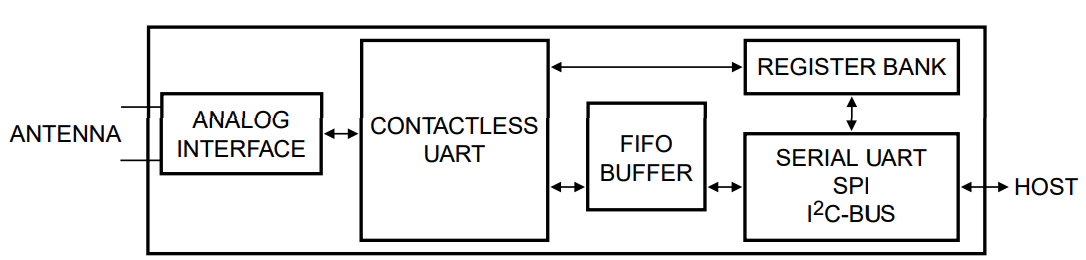 ANTENNA
ANALOG
INTERFACE
CONTACTLESS
UART
FIFO
BUFFER
REGISTER BANK
SERIAL UART
SPI
I²C-BUS
HOST